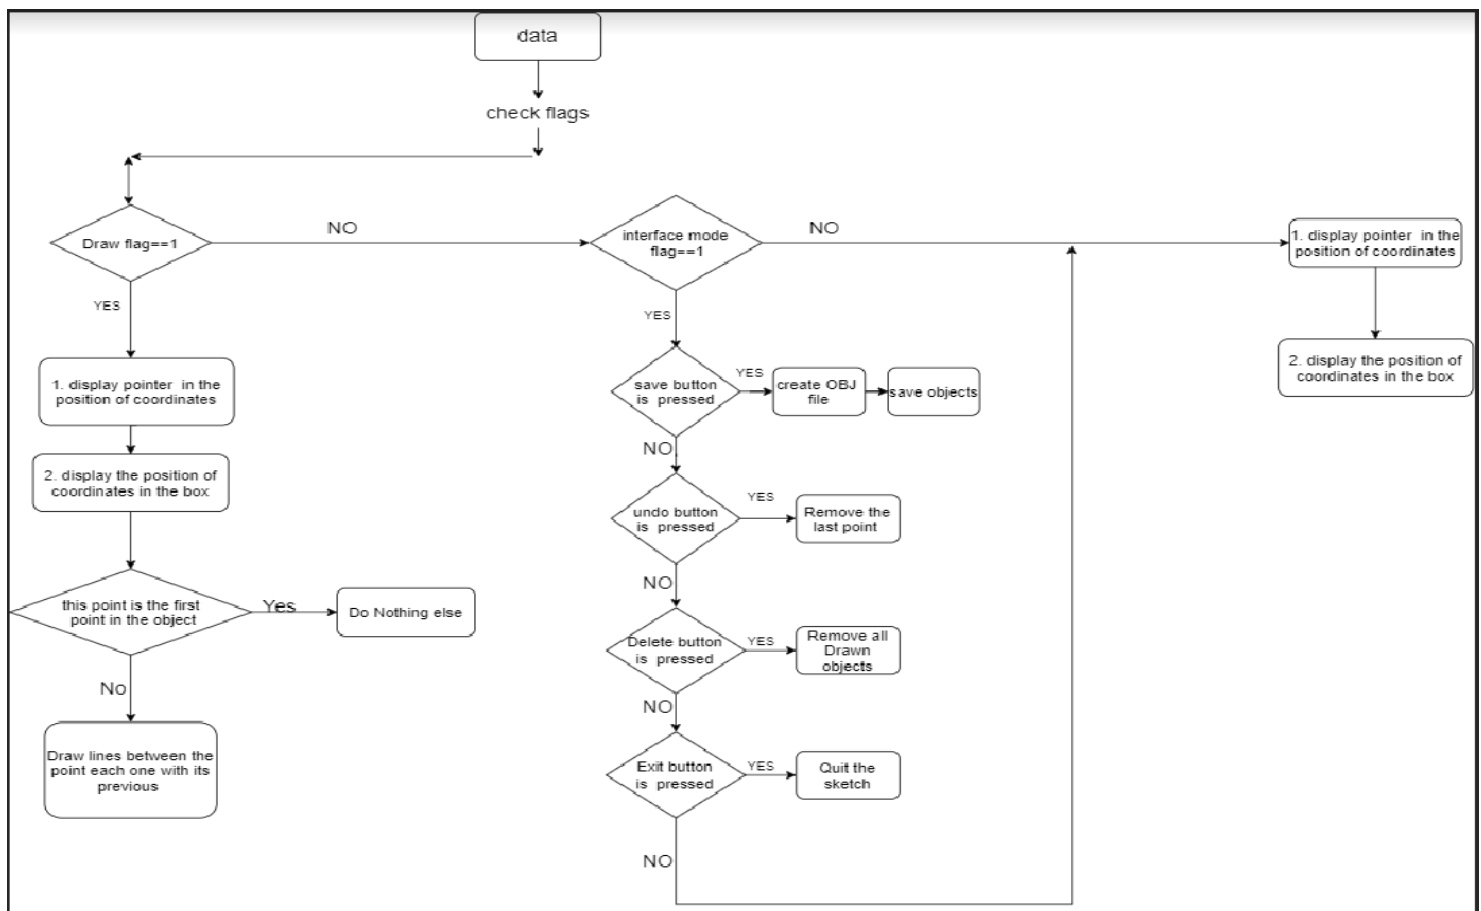 data
check flags
Draw flag==1
NO
interface mode
flag==1
NO
1. display pointer in the
position of coordinates
2. display the position of
coordinates in the box
YES
1. display pointer in the
position of coordinates
2. display the position of
coordinates in the box
this point is the first
point in the object
Yes
Do Nothing else
No
Draw lines between the
point each one with its
previous
YES
save button
is pressed
YES
create OBJ
file
save objects
NO
undo button
is pressed
YES
Remove the
last point
NO
Delete button
is pressed
YES
Remove all
Drawn
objects
NO
Exit button
is pressed
YES
Quit the
sketch
NO